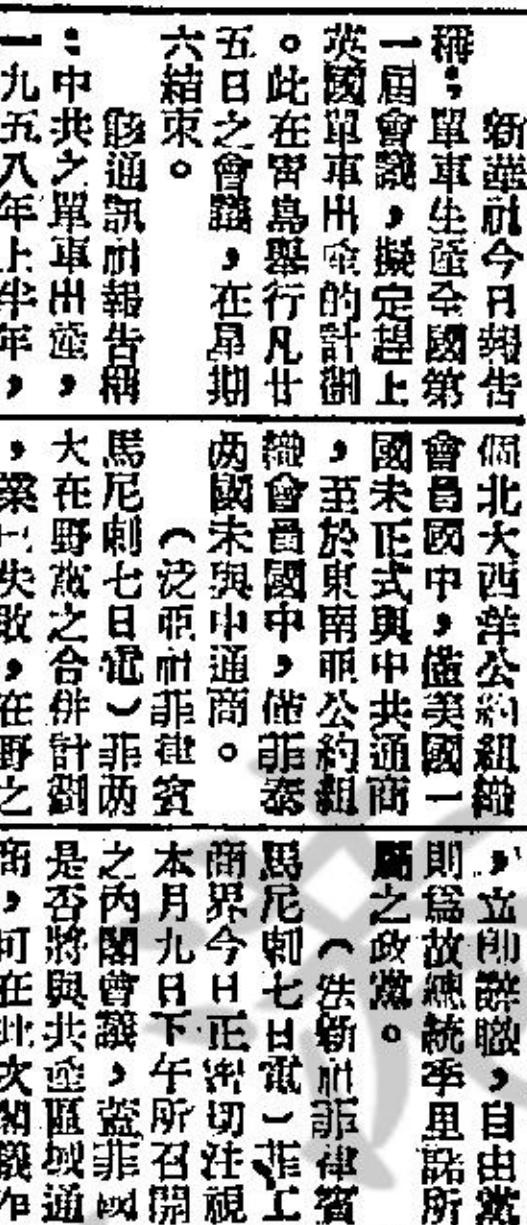 新華社今日報告
稱：單車生產全國第
一屆會議，擬定趕上
英國單車出產的計劃
。此在青島舉行凡廿
五日之會議，在星期
六結束。
該通訊社報告稱
：中共之單車出產，
一九五八年上半年，
個北大西洋公約組織
會員國中，僅美國一
國未正式與中共通商
，至於東南亞公約組
織會員國中，僅菲泰
两國未與中通商。
（泛亞社菲律賓
馬尼剌七日電）菲两
大在野黨之合併計劃
，業已失敗，在野之
，立卽辭職，自由黨
則爲故總統季里諾所
屬之政黨。
（法新社菲律賓
馬尼剌七日電）菲工
商界今日正密切注視
本月九日下午所召開
之內閣會議，蓋菲國
是否將與共產區域通
商，可在此次閣議作